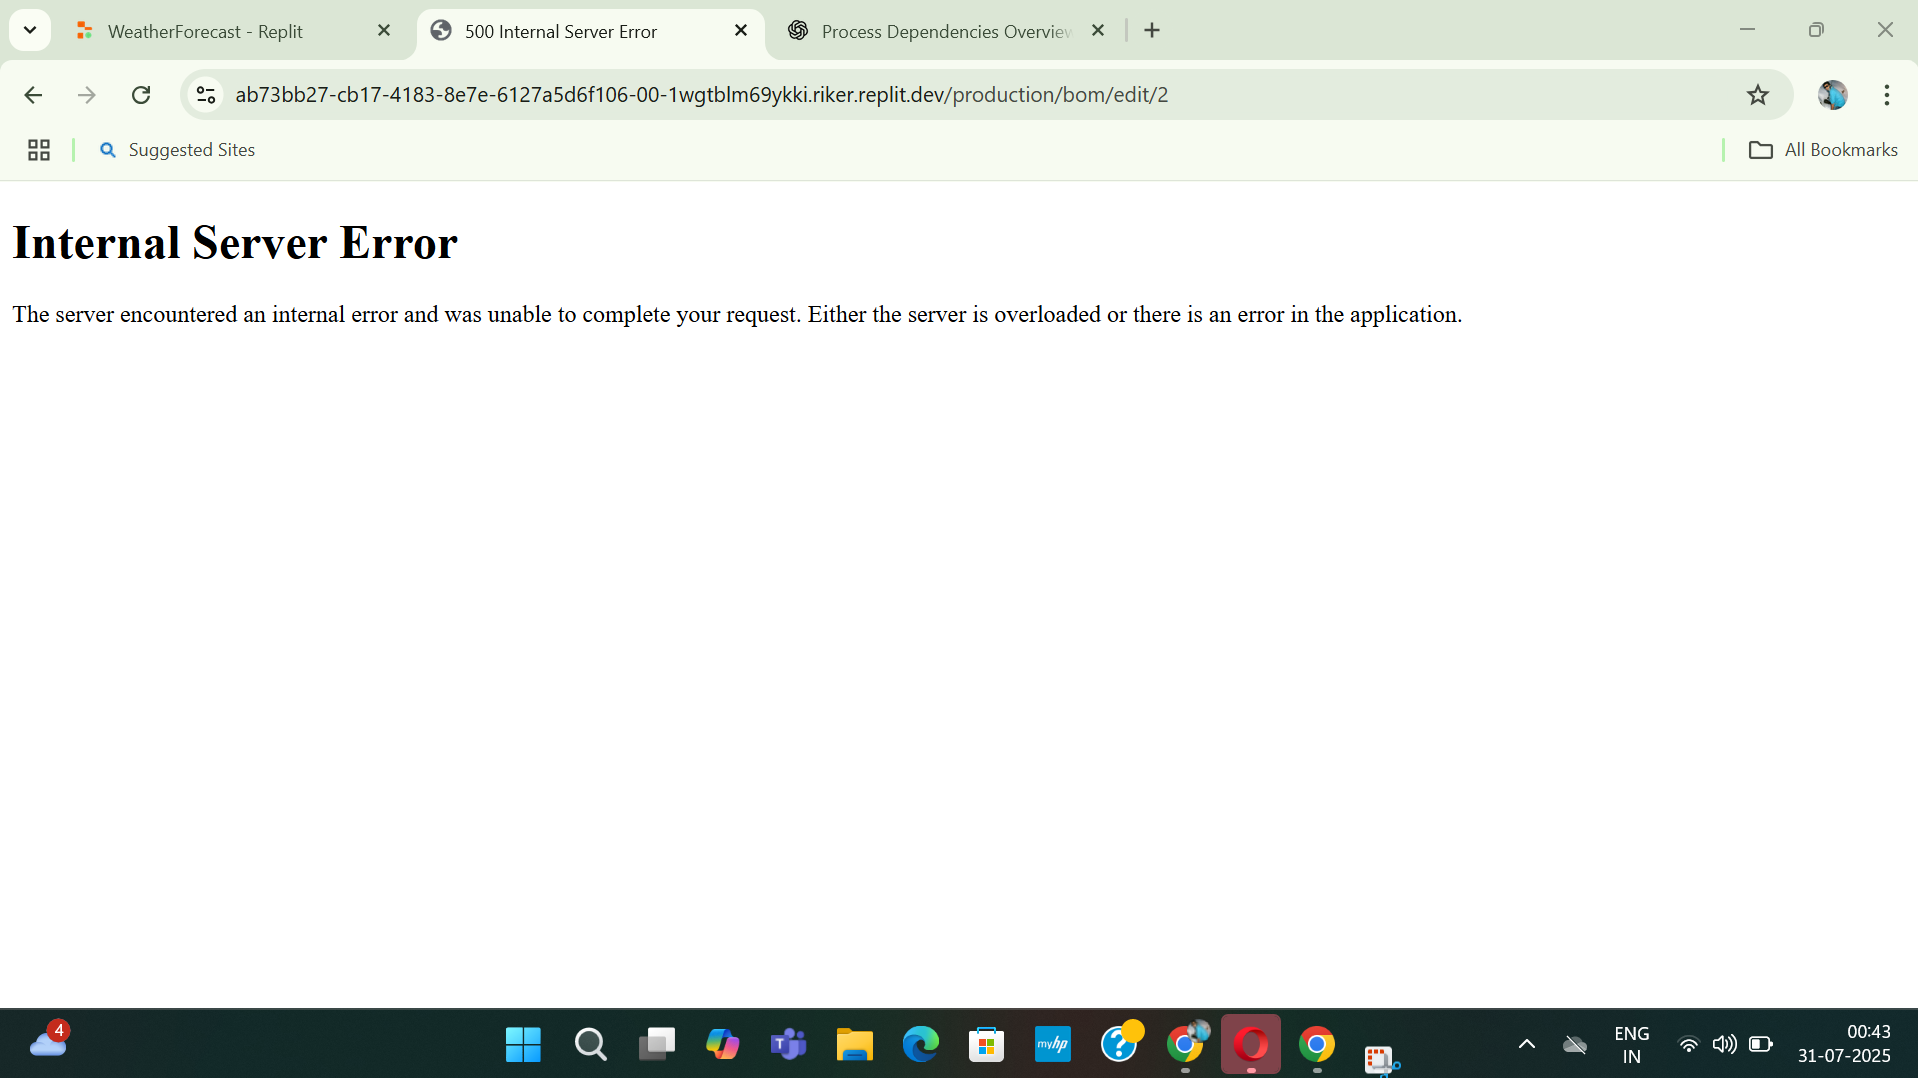 WeatherForecast - Replit
500 Internal Server Error
Process Dependencies Overview
ab73bb27-cb17-4183-8e7e-6127a5d6f106-00-1wgtblm69ykki.riker.replit.dev/production/bom/edit/2
Suggested Sites
All Bookmarks
Internal Server Error
The server encountered an internal error and was unable to complete your request. Either the server is overloaded or there is an error in the application.
4
myhp
ENG
IN
00:43
31-07-2025